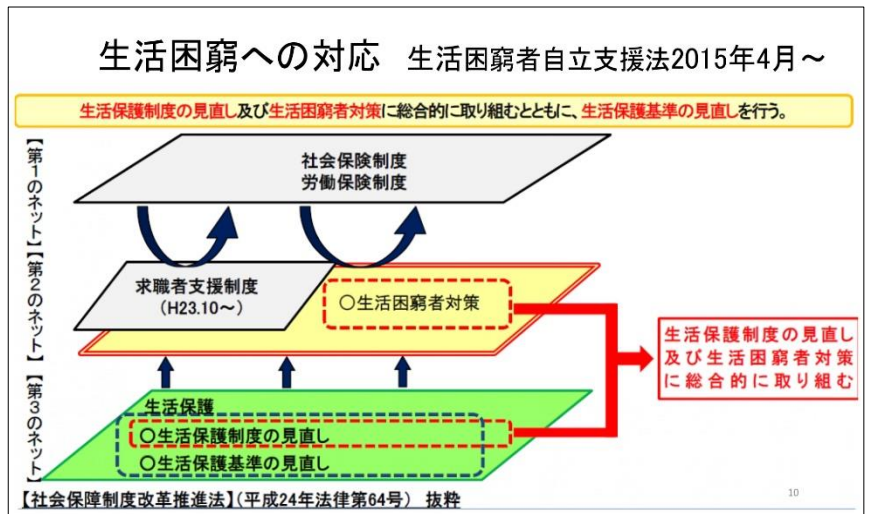 生活困窮への対応 生活困窮者自立支援法2015年4月～
生活保護制度の見直し及び生活困窮者対策に総合的に取り組むとともに、生活保護基準の見直しを行う。
【第1のネット】
社会保険制度
労働保険制度
【第2のネット】
求職者支援制度
（H23.10～）
○生活困窮者対策
生活保護制度の見直し
及び生活困窮者対策
に総合的に取り組む
【第3のネット】
生活保護
○生活保護制度の見直し
○生活保護基準の見直し
【社会保障制度改革推進法】（平成24年法律第64号） 抜粋
10